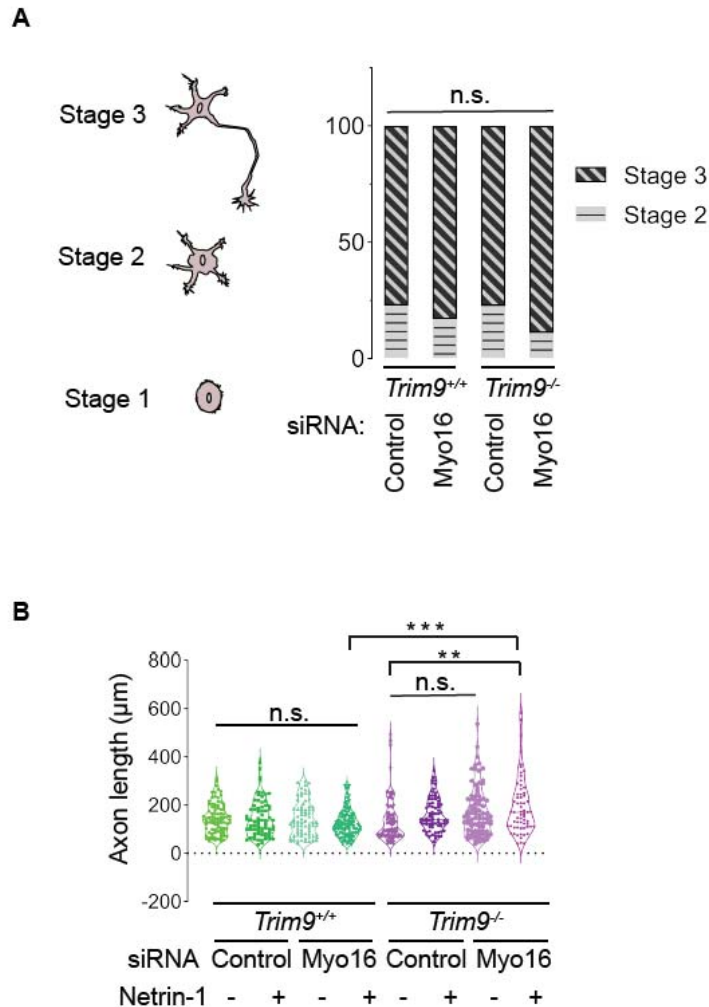 A
Stage 3
Stage 2
Stage 1
n.s.
100
50
0
Stage 3
Stage 2
Trim9+/+ Trim9-/-
siRNA:
Control
Myo16
Control
Myo16
B
Axon length (µm)
800
600
400
200
0
-200
***
**
n.s.
n.s.
Trim9+/+ Trim9-/-
siRNA Control Myo16 Control Myo16
Netrin-1 - + - + - + - +